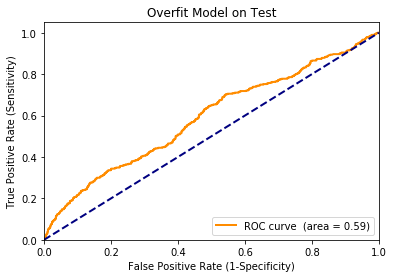 Overfit Model on Test
True Positive Rate (Sensitivity)
1.0
0.8
0.6
0.4
0.2
0.0
ROC curve  (area = 0.59)
0.0 0.2 0.4 0.6 0.8 1.0
False Positive Rate (1-Specificity)